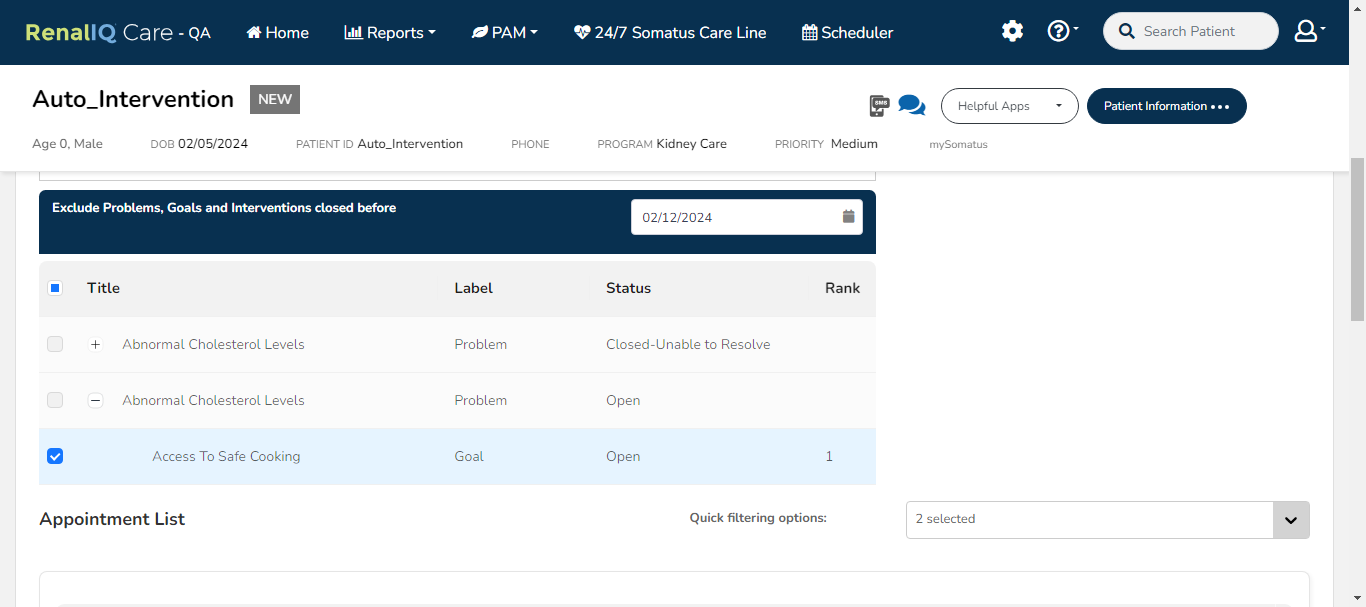 RenalIQ Care - QA Home Reports PAM 24/7 Somatus Care Line Scheduler Search Patient
Auto_Intervention NEW SMS Helpful Apps Patient Information
Age 0, Male DOB 02/05/2024 PATIENT ID Auto_Intervention PHONE PROGRAM Kidney Care PRIORITY Medium mySomatus
Exclude Problems, Goals and Interventions closed before 02/12/2024
Title Label Status Rank
Abnormal Cholesterol Levels Problem Closed-Unable to Resolve
Abnormal Cholesterol Levels Problem Open
Access To Safe Cooking Goal Open 1
Appointment List Quick filtering options: 2 selected